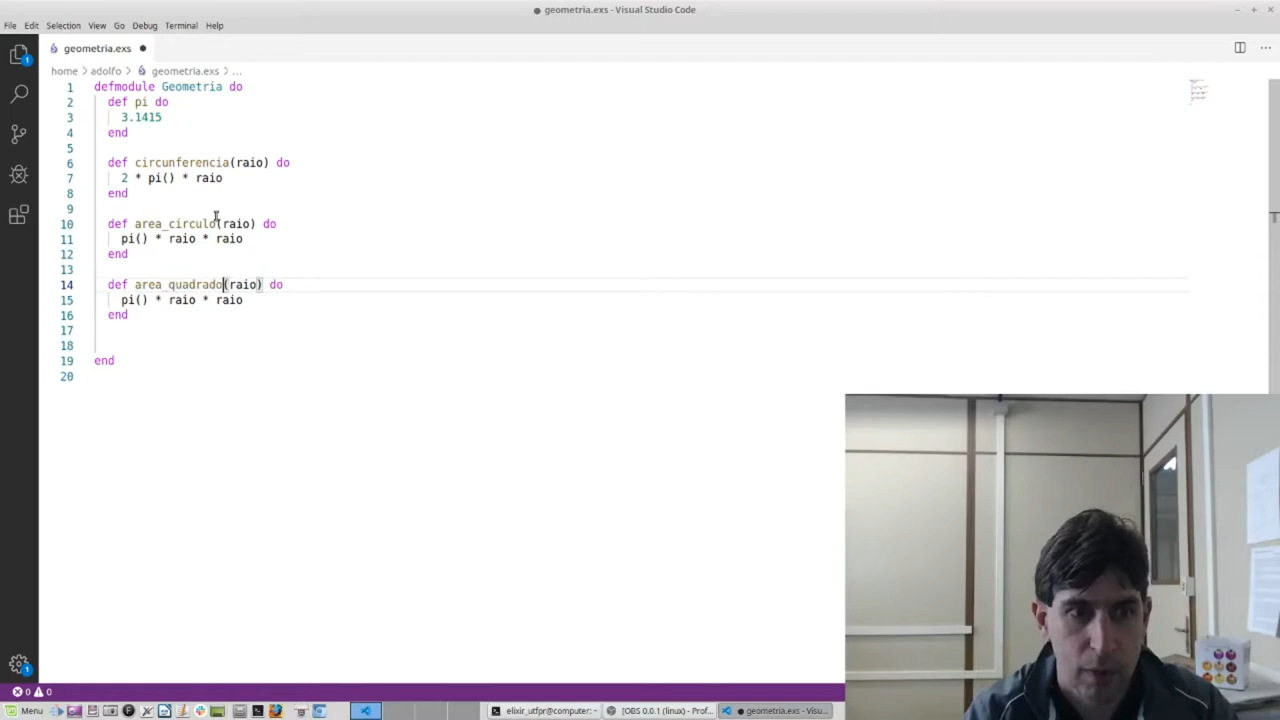 geometria.exs - Visual Studio Code
File Edit Selection View Go Debug Terminal Help
geometria.exs
home > adolfo > geometria.exs > ...
1 defmodule Geometria do
2 def pi do
3 3.1415
4 end
5
6 def circunferencia(raio) do
7 2 * pi() * raio
8 end
9
10 def area_circulo(raio) do
11 pi() * raio * raio
12 end
13
14 def area_quadrado(raio) do
15 pi() * raio * raio
16 end
17
18
19 end
20
1
1
0 0
Menu elixir_utfpr@computer: ~ [OBS 0.0.1 (linux) - Prof... geometria.exs - Visu...